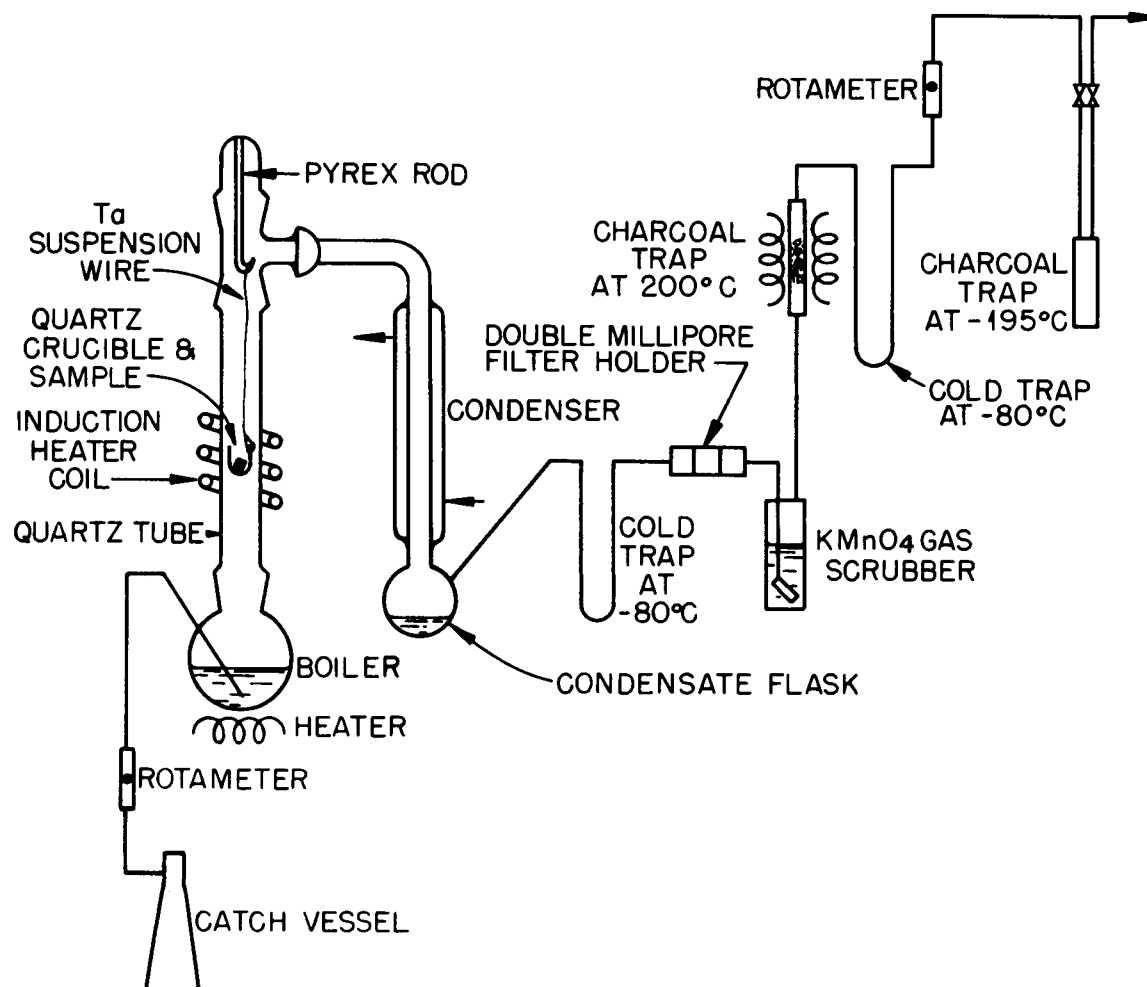 ROTAMETER
PYREX ROD
Ta
SUSPENSION
WIRE
CHARCOAL
TRAP
AT 200°C
CHARCOAL
TRAP
AT -195°C
QUARTZ
CRUCIBLE &
SAMPLE
DOUBLE MILLIPORE
FILTER HOLDER
COLD TRAP
AT -80°C
CONDENSER
INDUCTION
HEATER
COIL
QUARTZ TUBE
COLD
TRAP
AT
-80°C
KMnO4 GAS
SCRUBBER
BOILER
CONDENSATE FLASK
HEATER
ROTAMETER
CATCH VESSEL